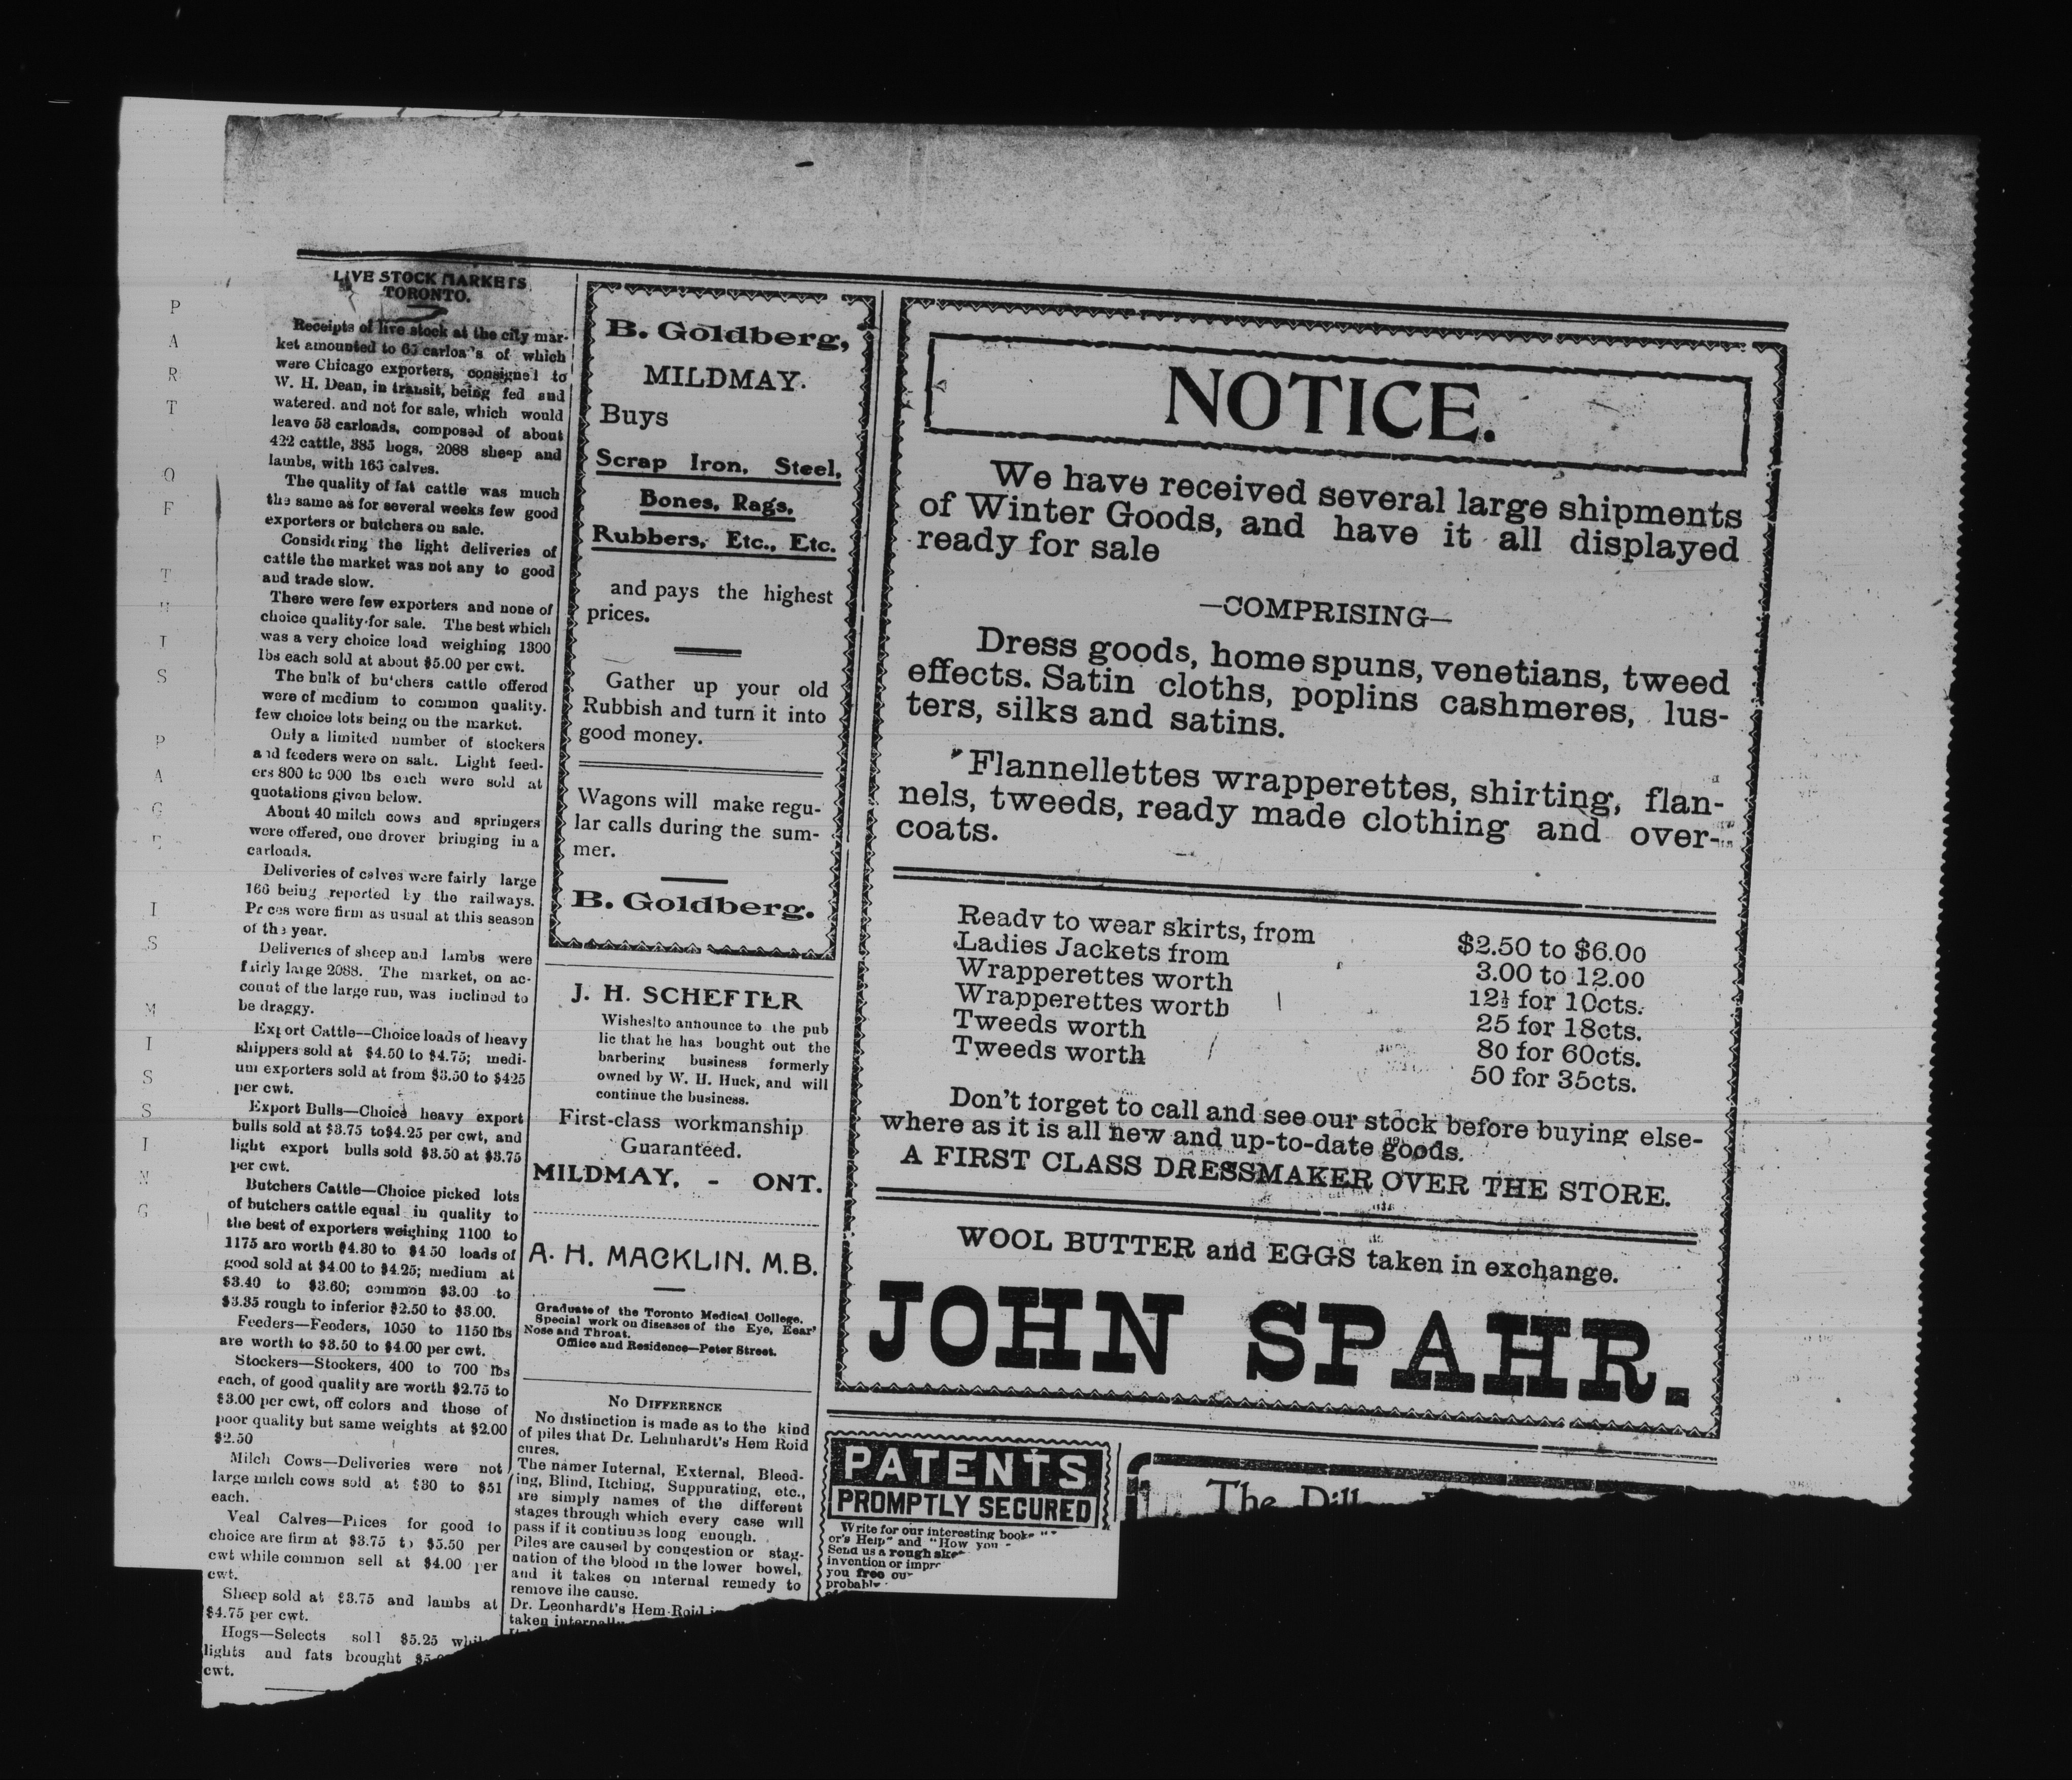 PART OF THIS PAGE IS MISSING
LIVE STOCK MARKETS
TORONTO.
Receipts of live stock at the city mar-
ket amounted to carloa's of which
were Chicago exporters, consigned to
W. H. Dean, in transit, being fed and
watered. and not for sale, which would
leave 53 carloads, composed of about
422 cattle, 385 hogs, 2088 sheep and
lambs, with 163 calves.
The quality of fat cattle was much
the same as for several weeks few good
exporters or butchers on sale.
Considering the light deliveries of
cattle the market was not any to good
and trade slow.
There were few exporters and none of
choice quality for sale. The best which
was a very choice load weighing 1300
lbs each sold at about $5.00 per cwt.
The bulk of butchers cattle offered
were of medium to common quality.
few choice lots being on the market.
Only a limited number of stockers
and feeders were on sale. Light feed-
ers 800 to 900 lbs each were sold at
quotations given below.
About 40 milch cows and springers
were offered, one drover bringing in a
carloads.
Deliveries of calves were fairly large
166 being reported by the railways.
Prices were firm as usual at this season
of the year.
Deliveries of sheep and lambs were
fairly large 2088. The market, on ac-
count of the large run, was inclined to
be draggy.
Export Cattle—Choice loads of heavy
shippers sold at $4.50 to $4.75; medi-
um exporters sold at from $3.50 to $425
per cwt.
Export Bulls—Choice heavy export
bulls sold at $3.75 to$4.25 per cwt, and
light export bulls sold $3.50 at $3.75
per cwt.
Butchers Cattle—Choice picked lots
of butchers cattle equal in quality to
the best of exporters weighing 1100 to
1175 are worth $4.30 to $4 50 loads of
good sold at $4.00 to $4.25; medium at
$3.40 to $3.60; common $3.00 to
$3.35 rough to inferior $2.50 to $3.00.
Feeders—Feeders, 1050 to 1150 lbs
are worth to $3.50 to $4.00 per cwt.
Stockers—Stockers, 400 to 700 lbs
each, of good quality are worth $2.75 to
$3.00 per cwt, off colors and those of
poor quality but same weights at $2.00
$2.50
Milch Cows—Deliveries were not
large milch cows sold at $30 to $51
each.
Veal Calves—Prices for good to
choice are firm at $3.75 to $5.50 per
cwt while common sell at $4.00 per
cwt.
Sheep sold at $3.75 and lambs at
$4.75 per cwt.
Hogs—Selects soll $5.25
lights and fats brought
cwt.
B. Goldberg,
MILDMAY.
Buys
Scrap Iron, Steel,
Bones, Rags,
Rubbers, Etc., Etc.
and pays the highest
prices.
Gather up your old
Rubbish and turn it into
good money.
Wagons will make regu-
lar calls during the sum-
mer.
B. Goldberg.
J. H. SCHEFTER
Wishes to announce to the pub
lic that he has bought out the
barbering business formerly
owned by W. H. Huck, and will
continue the business.
First-class workmanship
Guaranteed.
MILDMAY, - ONT.
A. H. MACKLIN. M.B.
Graduate of the Toronto Medical College.
Special work on diseases of the Eye, Eear'
Nose and Throat.
Office and Residence—Peter Street.
NO DIFFERENCE
No distinction is made as to the kind
of piles that Dr. Lehnhardt's Hem Roid
cures.
The namer Internal, External, Bleed-
ing, Blind, Itching, Suppurating, etc.,
are simply names of the different
stages through which every case will
pass if it continues long enough.
Piles are caused by congestion or stag-
nation of the blood in the lower bowel,
and it takes on internal remedy to
remove ihe cause.
Dr. Leonhardt's Hem-Roid
taken
NOTICE.
We have received several large shipments
of Winter Goods, and have it all displayed
ready for sale
—COMPRISING—
Dress goods, home spuns, venetians, tweed
effects. Satin cloths, poplins cashmeres, lus-
ters, silks and satins.
Flannellettes wrapperettes, shirting, flan-
nels, tweeds, ready made clothing and over-
coats.
Ready to wear skirts, from $2.50 to $6.00
Ladies Jackets from 3.00 to 12.00
Wrapperettes worth 12½ for 10cts.
Wrapperettes worth 25 for 18cts.
Tweeds worth 80 for 60cts.
Tweeds worth 50 for 35cts.
Don't forget to call and see our stock before buying else-
where as it is all new and up-to-date goods.
A FIRST CLASS DRESSMAKER OVER THE STORE.
WOOL BUTTER and EGGS taken in exchange.
JOHN SPAHR.
PATENTS
PROMPTLY SECURED
Write for our interesting
or's Help" and "How you
Send us a rough
invention or
you free
The